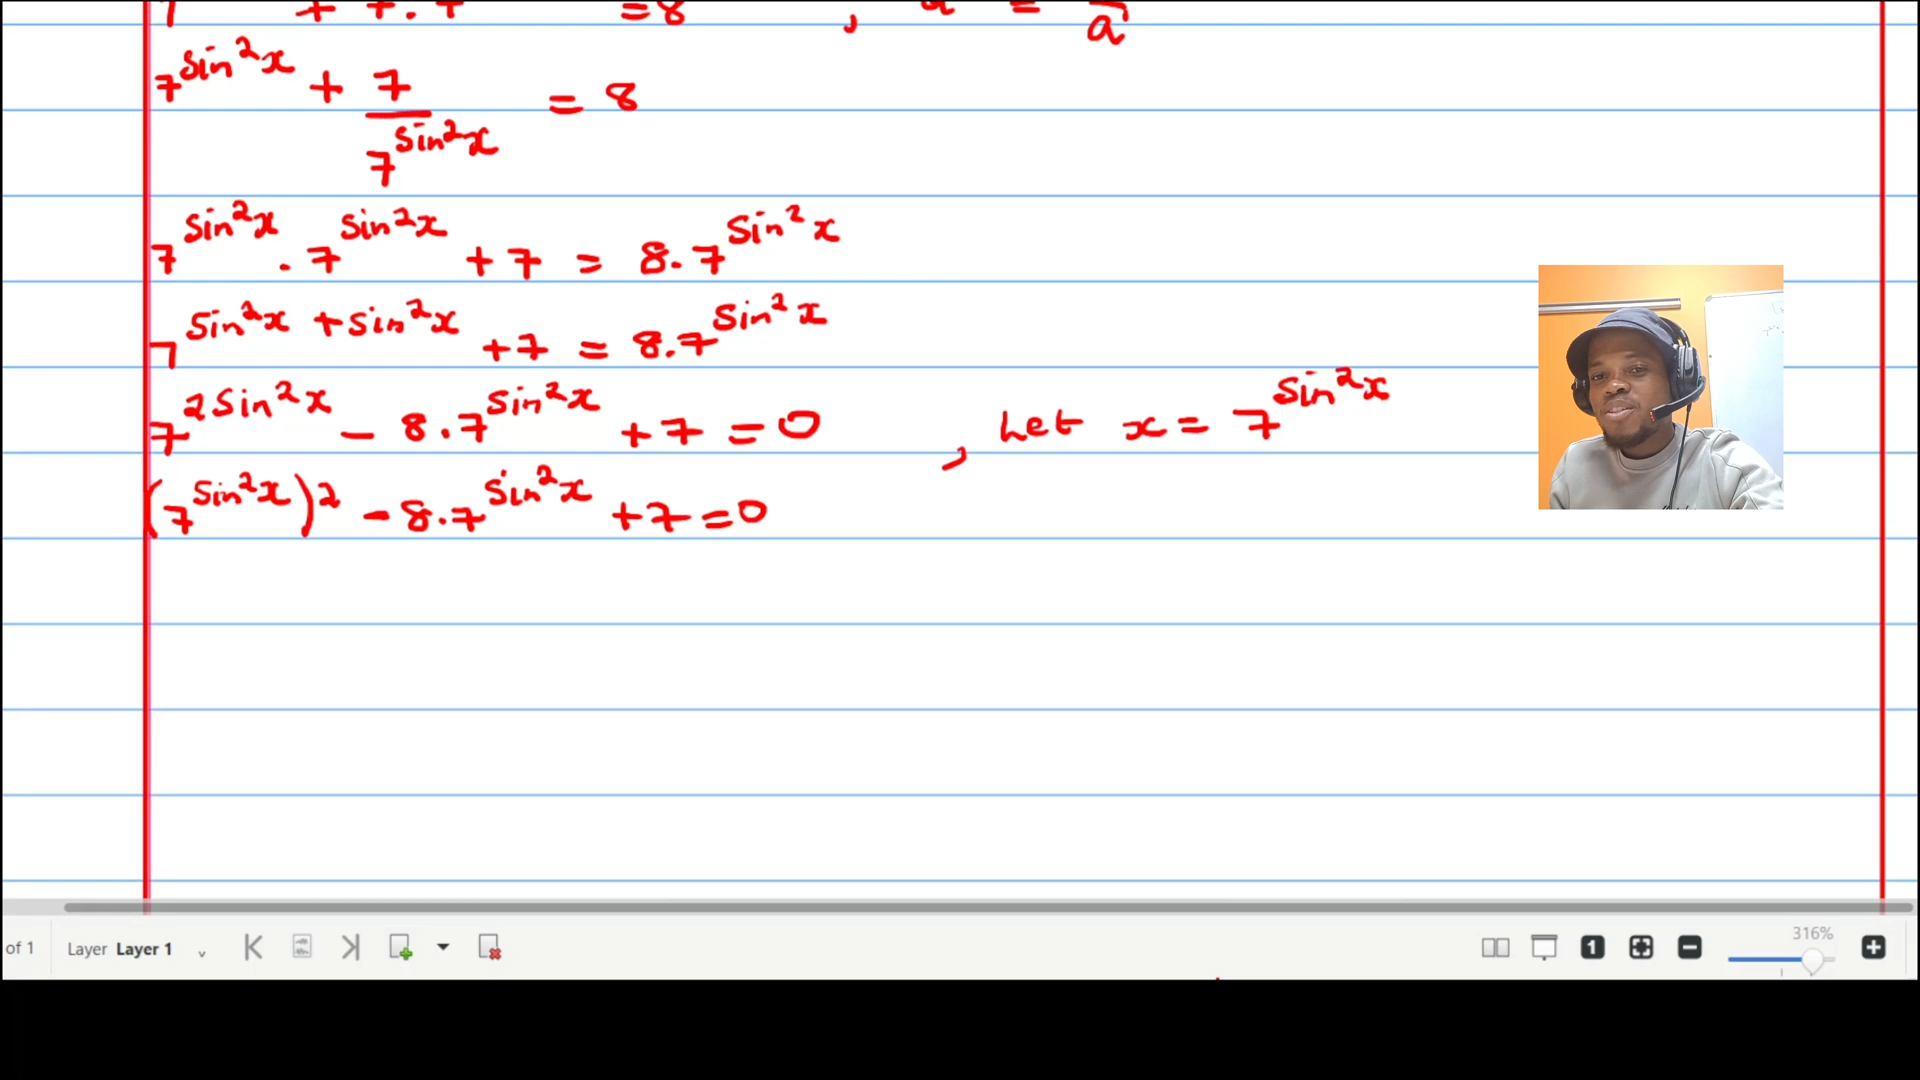 = 8 ,
a
7^sin²x + 7/7^sin²x = 8
7^sin²x · 7^sin²x + 7 = 8.7^sin²x
7^sin²x + sin²x + 7 = 8.7^sin²x
7^2sin²x - 8.7^sin²x + 7 = 0 , Let x = 7^sin²x
(7^sin²x)² - 8.7^sin²x + 7 = 0
of 1 Layer Layer 1 1 316%